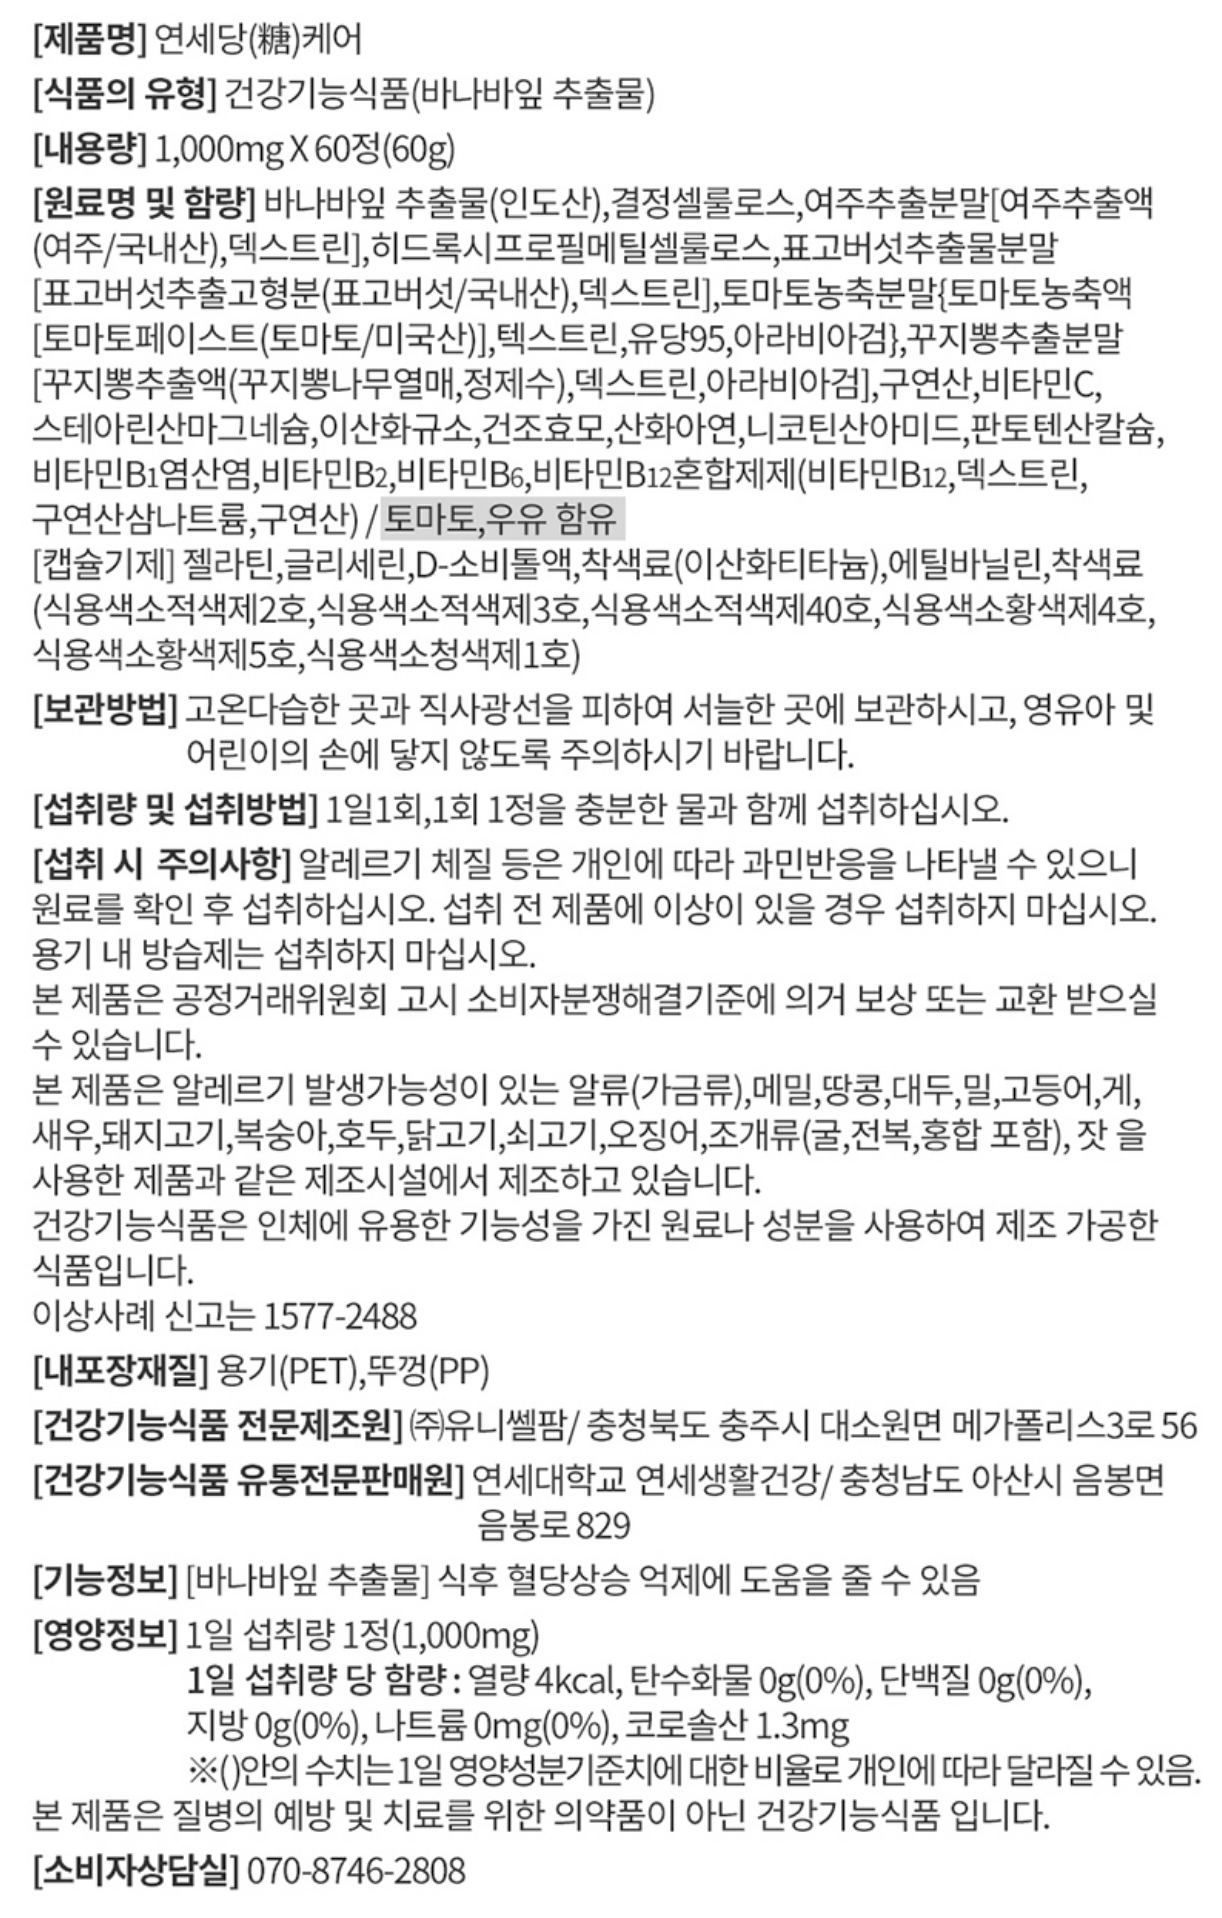 [제품명] 연세당(糖)케어
[식품의 유형] 건강기능식품(바나바잎 추출물)
[내용량] 1,000mg X 60정(60g)
[원료명 및 함량] 바나바잎 추출물(인도산),결정셀룰로스,여주추출분말[여주추출액
(여주/국내산),덱스트린],히드록시프로필메틸셀룰로스,표고버섯추출물분말
[표고버섯추출고형분(표고버섯/국내산),덱스트린],토마토농축분말{토마토농축액
[토마토페이스트(토마토/미국산)],텍스트린,유당95,아라비아검},꾸지뽕추출분말
[꾸지뽕추출액(꾸지뽕나무열매,정제수),덱스트린,아라비아검],구연산,비타민C,
스테아린산마그네슘,이산화규소,건조효모,산화아연,니코틴산아미드,판토텐산칼슘,
비타민B1염산염,비타민B2,비타민B6,비타민B12혼합제제(비타민B12,덱스트린,
구연산삼나트륨,구연산) / 토마토,우유 함유
[캡슐기제] 젤라틴,글리세린,D-소비톨액,착색료(이산화티타늄),에틸바닐린,착색료
(식용색소적색제2호,식용색소적색제3호,식용색소적색제40호,식용색소황색제4호,
식용색소황색제5호,식용색소청색제1호)
[보관방법] 고온다습한 곳과 직사광선을 피하여 서늘한 곳에 보관하시고, 영유아 및
어린이의 손에 닿지 않도록 주의하시기 바랍니다.
[섭취량 및 섭취방법] 1일1회,1회 1정을 충분한 물과 함께 섭취하십시오.
[섭취 시 주의사항] 알레르기 체질 등은 개인에 따라 과민반응을 나타낼 수 있으니
원료를 확인 후 섭취하십시오. 섭취 전 제품에 이상이 있을 경우 섭취하지 마십시오.
용기 내 방습제는 섭취하지 마십시오.
본 제품은 공정거래위원회 고시 소비자분쟁해결기준에 의거 보상 또는 교환 받으실
수 있습니다.
본 제품은 알레르기 발생가능성이 있는 알류(가금류),메밀,땅콩,대두,밀,고등어,게,
새우,돼지고기,복숭아,호두,닭고기,쇠고기,오징어,조개류(굴,전복,홍합 포함), 잣 을
사용한 제품과 같은 제조시설에서 제조하고 있습니다.
건강기능식품은 인체에 유용한 기능성을 가진 원료나 성분을 사용하여 제조 가공한
식품입니다.
이상사례 신고는 1577-2488
[내포장재질] 용기(PET),뚜껑(PP)
[건강기능식품 전문제조원] ㈜유니쎌팜/ 충청북도 충주시 대소원면 메가폴리스3로 56
[건강기능식품 유통전문판매원] 연세대학교 연세생활건강/ 충청남도 아산시 음봉면
음봉로 829
[기능정보] [바나바잎 추출물] 식후 혈당상승 억제에 도움을 줄 수 있음
[영양정보] 1일 섭취량 1정(1,000mg)
1일 섭취량 당 함량 : 열량 4kcal, 탄수화물 0g(0%), 단백질 0g(0%),
지방 0g(0%), 나트륨 0mg(0%), 코로솔산 1.3mg
※()안의 수치는 1일 영양성분기준치에 대한 비율로 개인에 따라 달라질 수 있음.
본 제품은 질병의 예방 및 치료를 위한 의약품이 아닌 건강기능식품 입니다.
[소비자상담실] 070-8746-2808